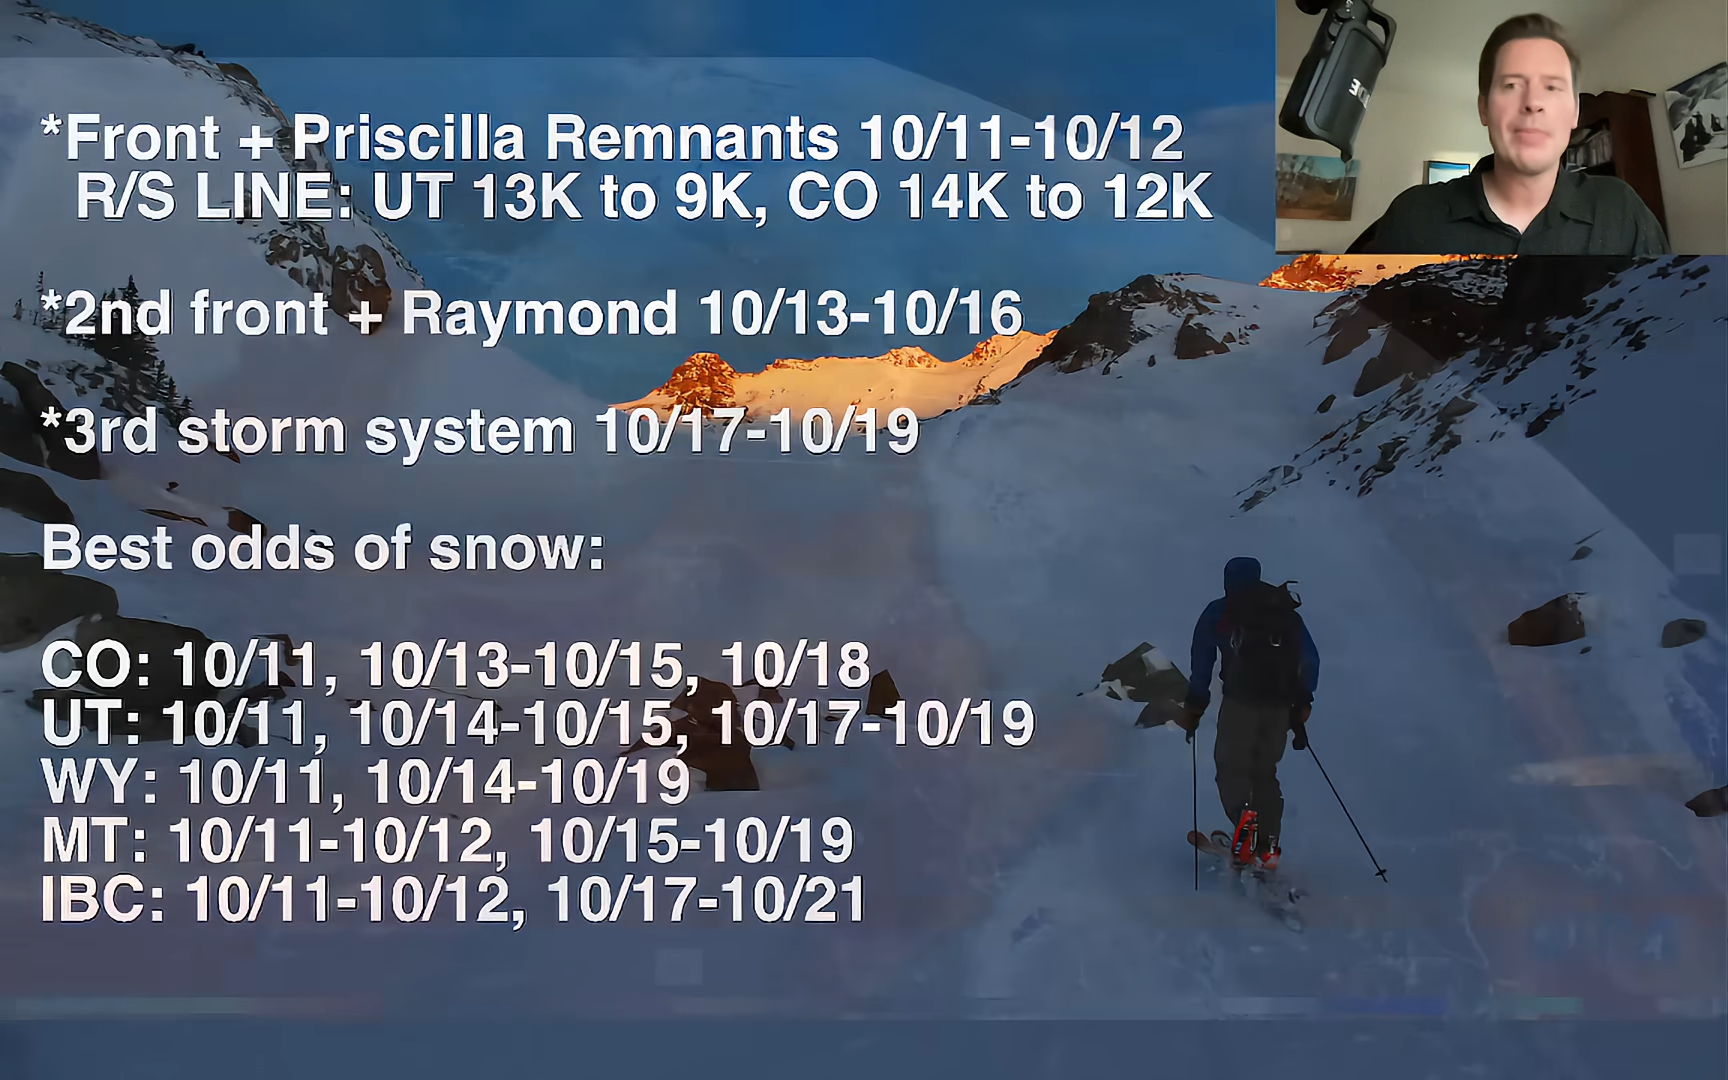 *Front + Priscilla Remnants 10/11-10/12
R/S LINE: UT 13K to 9K, CO 14K to 12K
*2nd front + Raymond 10/13-10/16
*3rd storm system 10/17-10/19
Best odds of snow:
CO: 10/11, 10/13-10/15, 10/18
UT: 10/11, 10/14-10/15, 10/17-10/19
WY: 10/11, 10/14-10/19
MT: 10/11-10/12, 10/15-10/19
IBC: 10/11-10/12, 10/17-10/21